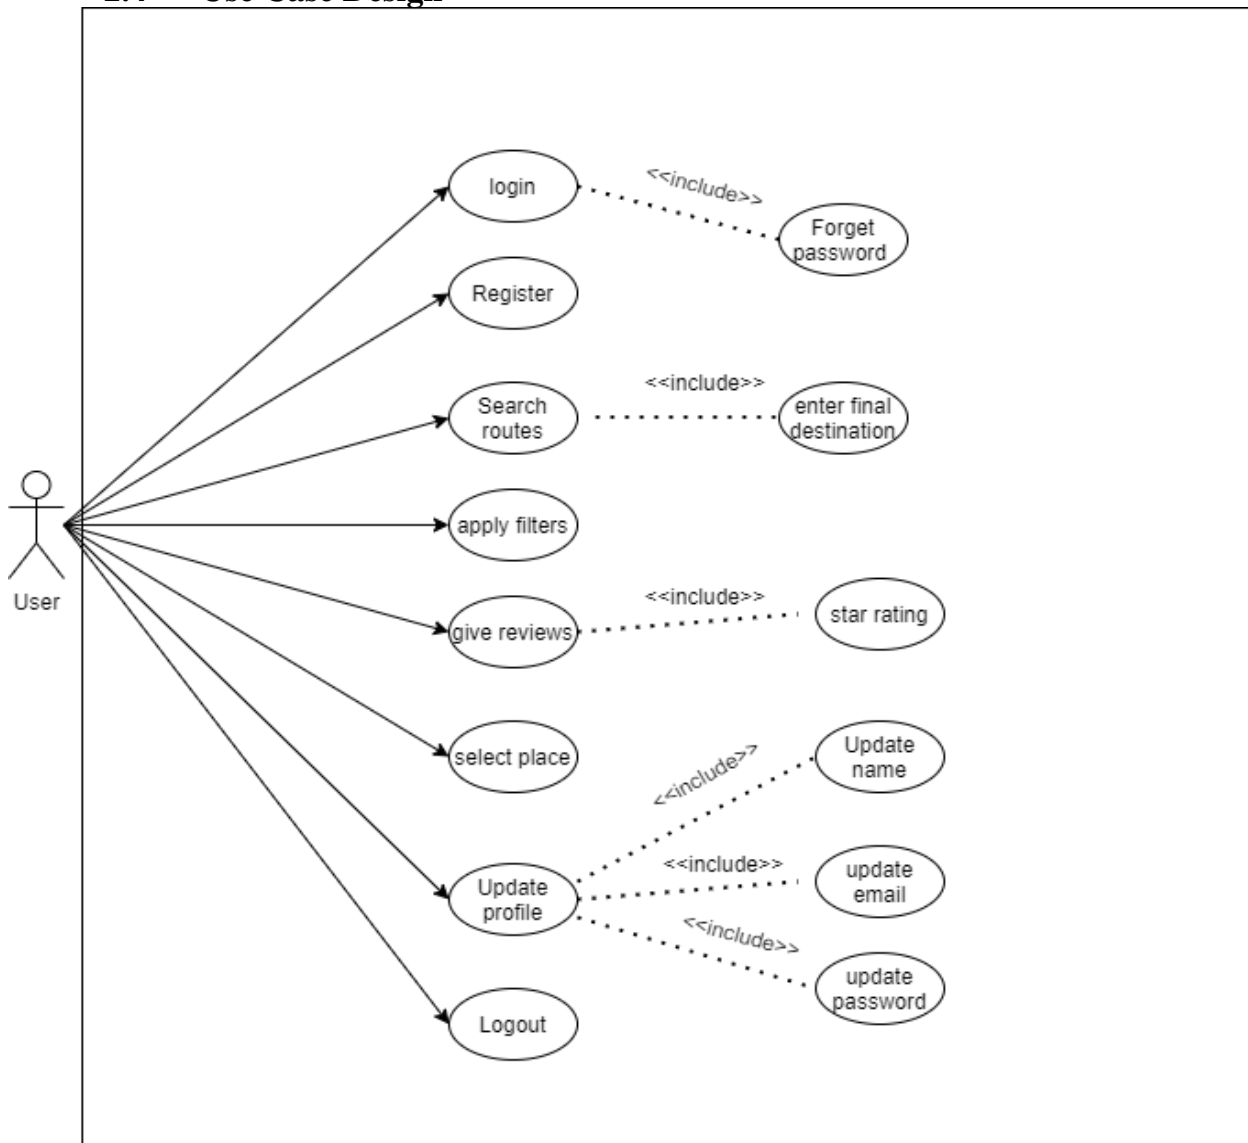 Use Case Design
login
<<include>>
Forget
password
Register
Search
routes
<<include>>
enter final
destination
apply filters
User
give reviews
<<include>>
star rating
select place
<<include>>
Update
name
Update
profile
<<include>>
update
email
<<include>>
update
password
Logout